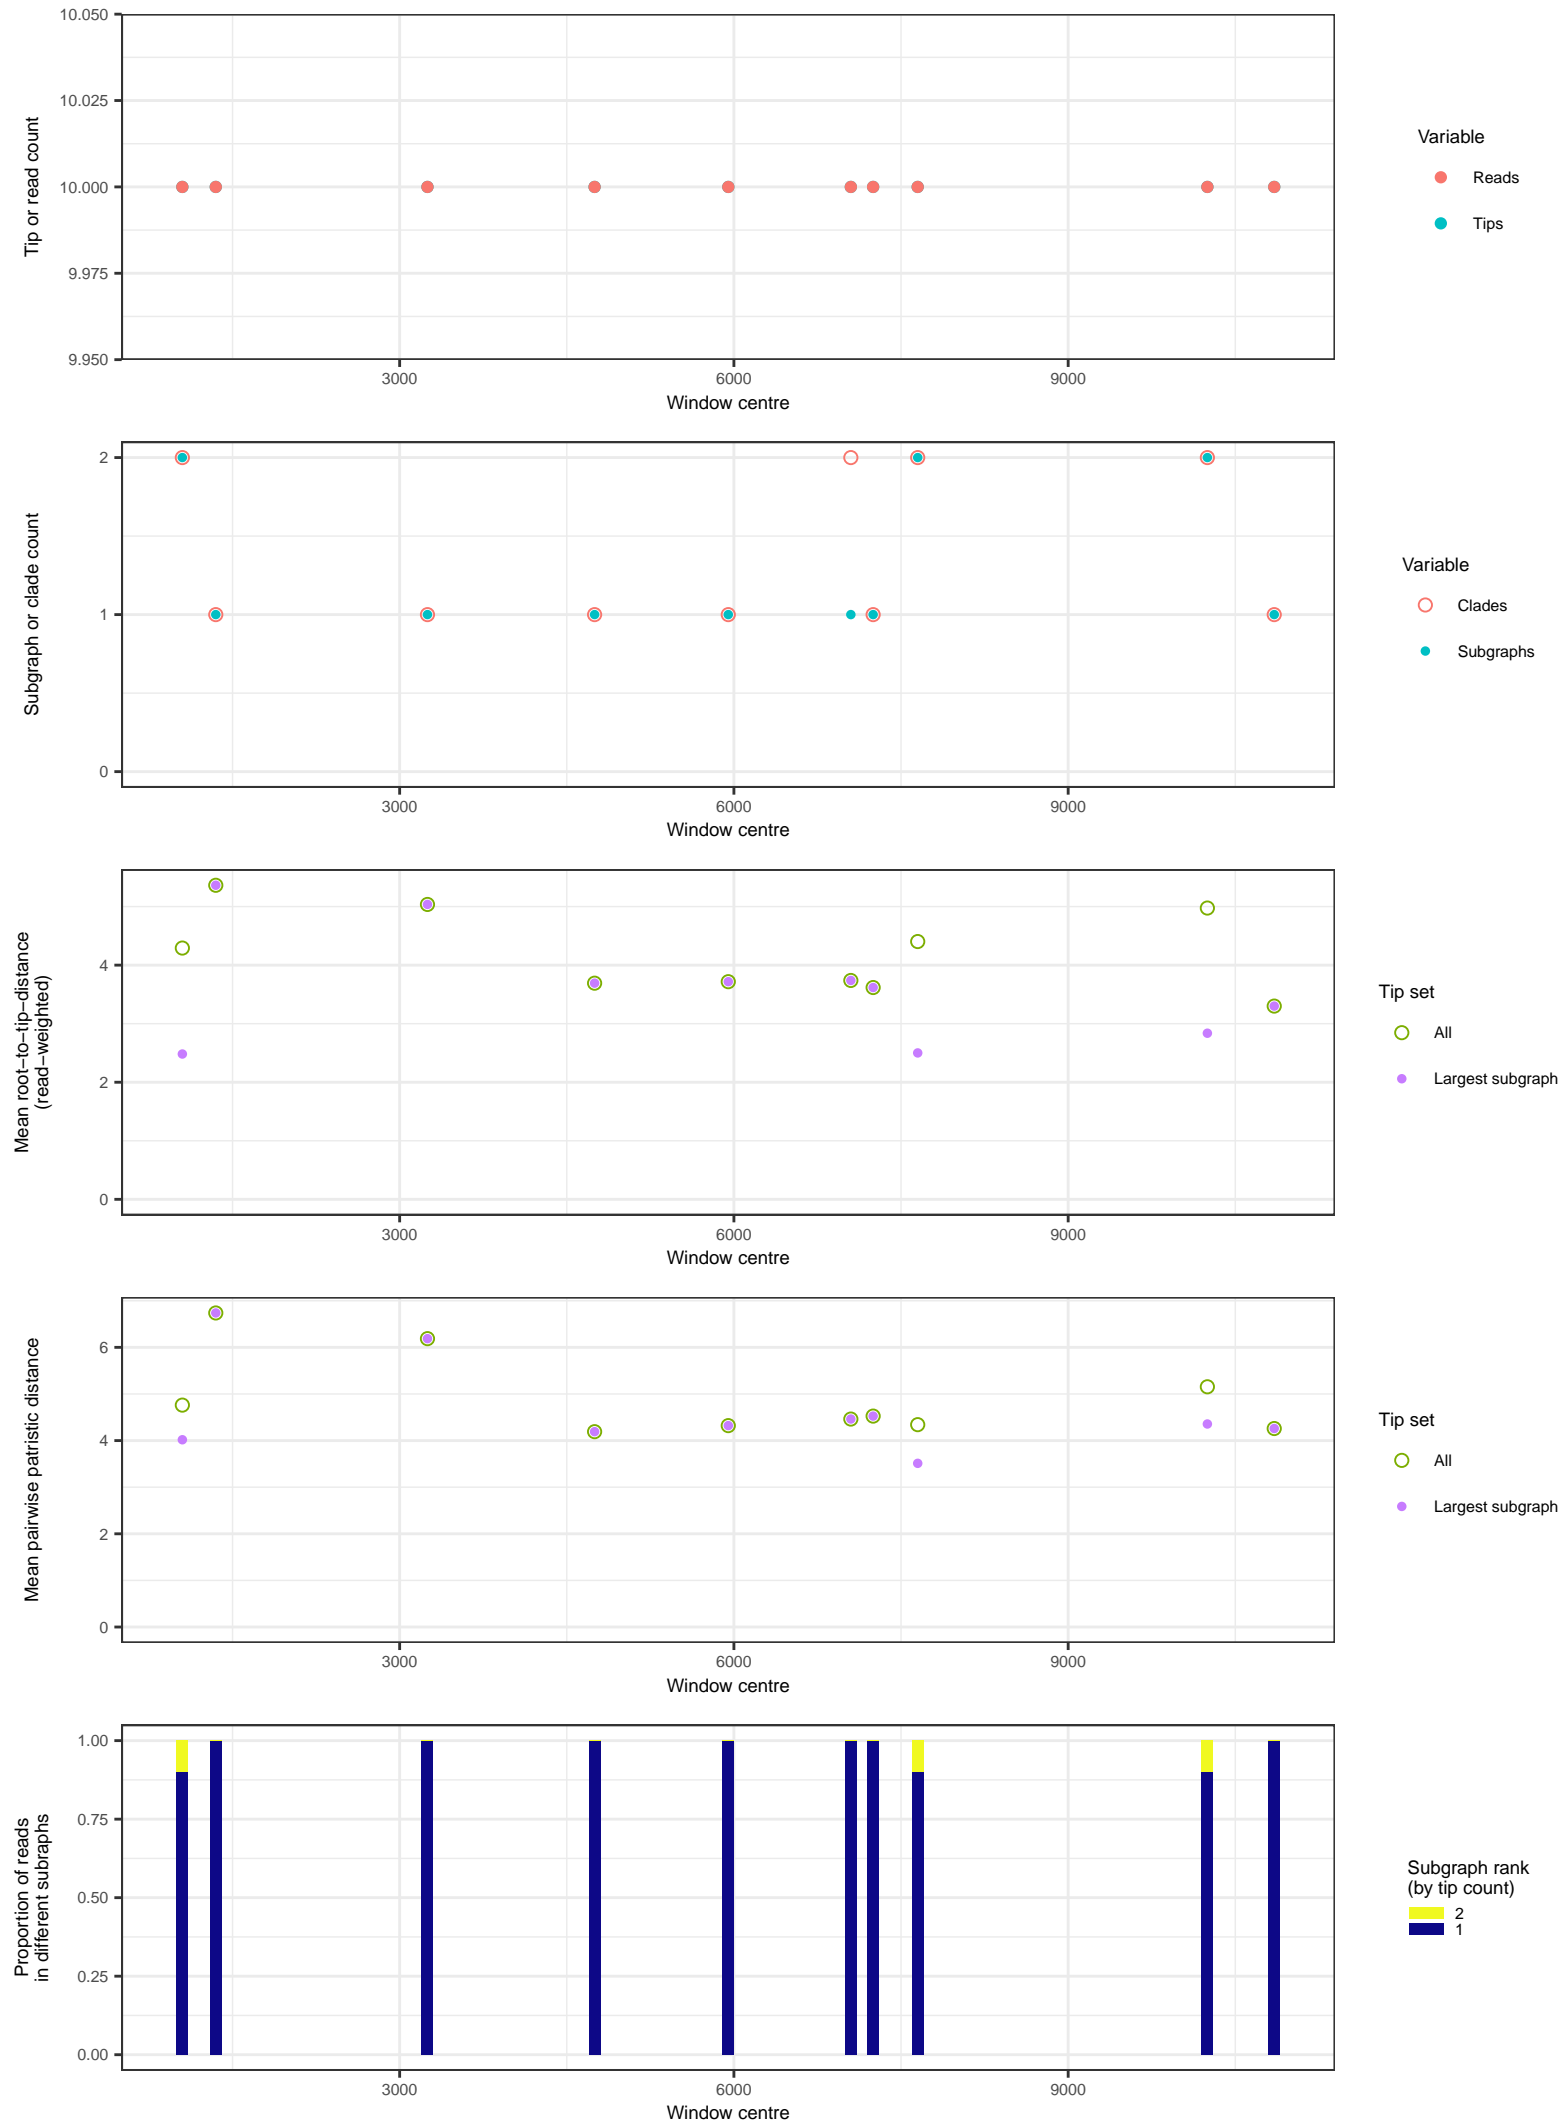 10.050
10.025
10.000
9.975
9.950
Tip or read count
3000
6000
9000
Window centre
Variable
Reads
Tips
2
1
0
Subgraph or clade count
3000
6000
9000
Window centre
Variable
Clades
Subgraphs
4
2
0
Mean root−to−tip−distance
(read−weighted)
3000
6000
9000
Window centre
Tip set
All
Largest subgraph
6
4
2
0
Mean pairwise patristic distance
3000
6000
9000
Window centre
Tip set
All
Largest subgraph
1.00
0.75
0.50
0.25
0.00
Proportion of reads
in different subraphs
3000
6000
9000
Window centre
Subgraph rank
(by tip count)
2
1